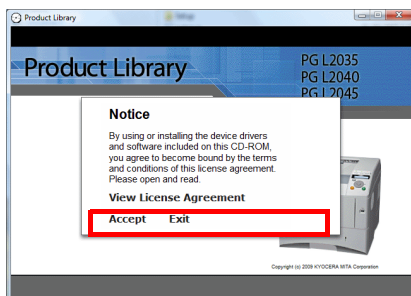 Product Library
Setup
Product Library
PG L2035
PG L2040
PG L2045
Notice
By using or installing the device drivers
and software included on this CD-ROM,
you agree to become bound by the terms
and conditions of this license agreement.
Please open and read.
View License Agreement
Accept Exit
Copyright (c) 2009 KYOCERA MITA Corporation